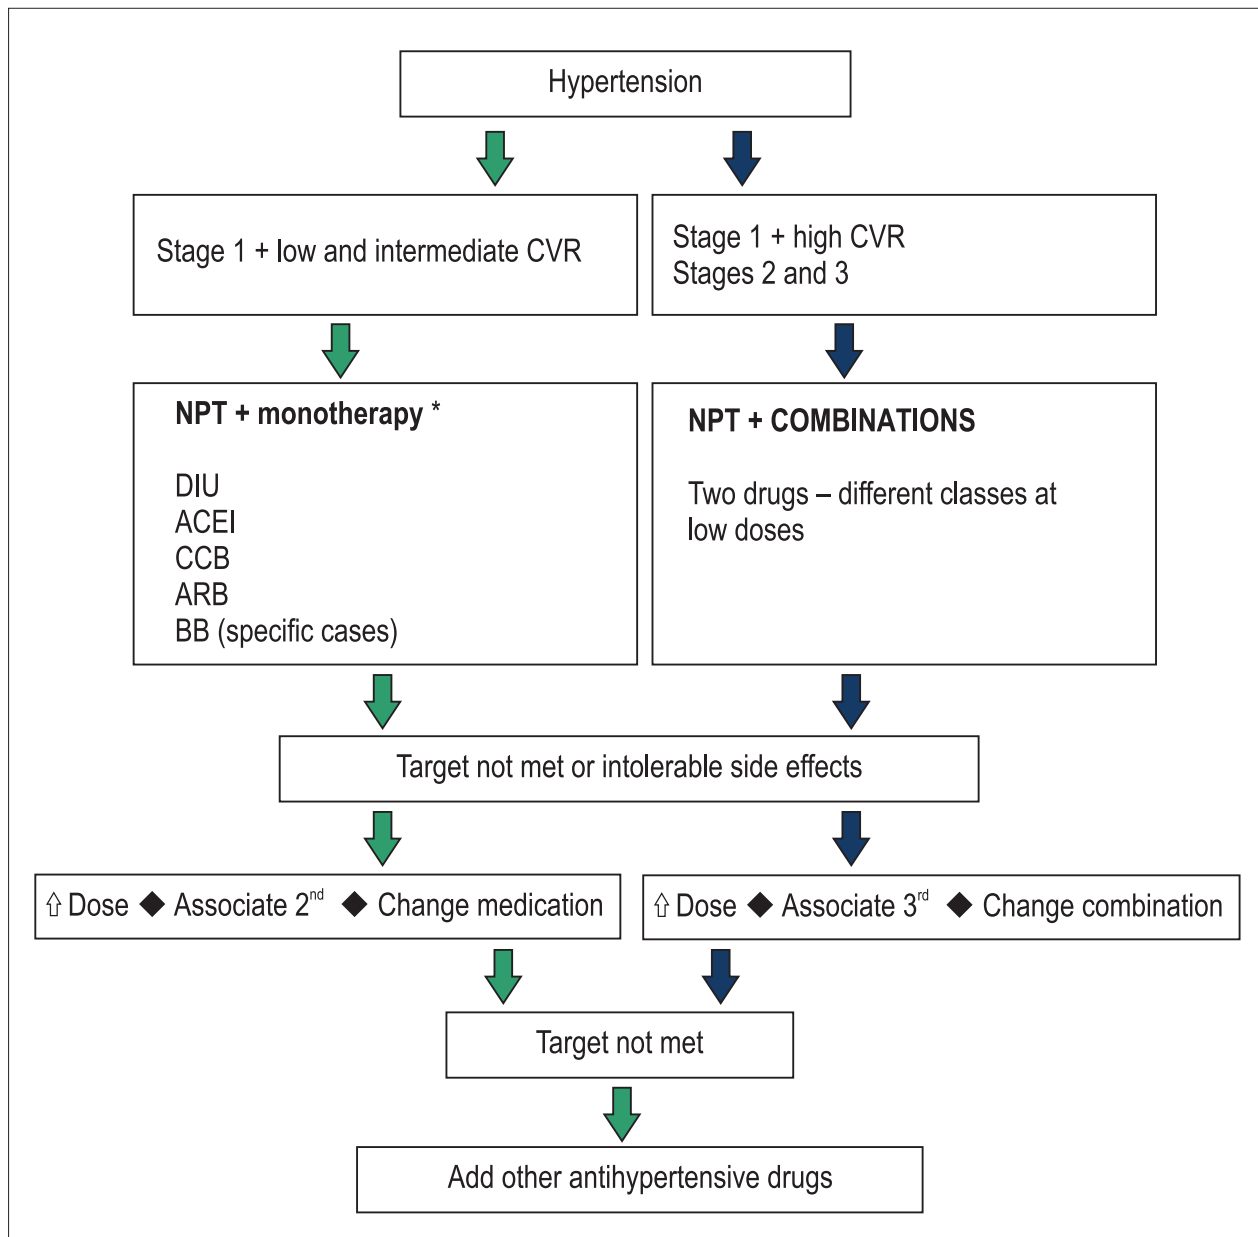 Hypertension
Stage 1 + low and intermediate CVR
Stage 1 + high CVR
Stages 2 and 3
NPT + monotherapy *
DIU
ACEI
CCB
ARB
BB (specific cases)
NPT + COMBINATIONS
Two drugs – different classes at
low doses
Target not met or intolerable side effects
⇧ Dose ◆ Associate 2nd ◆ Change medication
⇧ Dose ◆ Associate 3rd ◆ Change combination
Target not met
Add other antihypertensive drugs